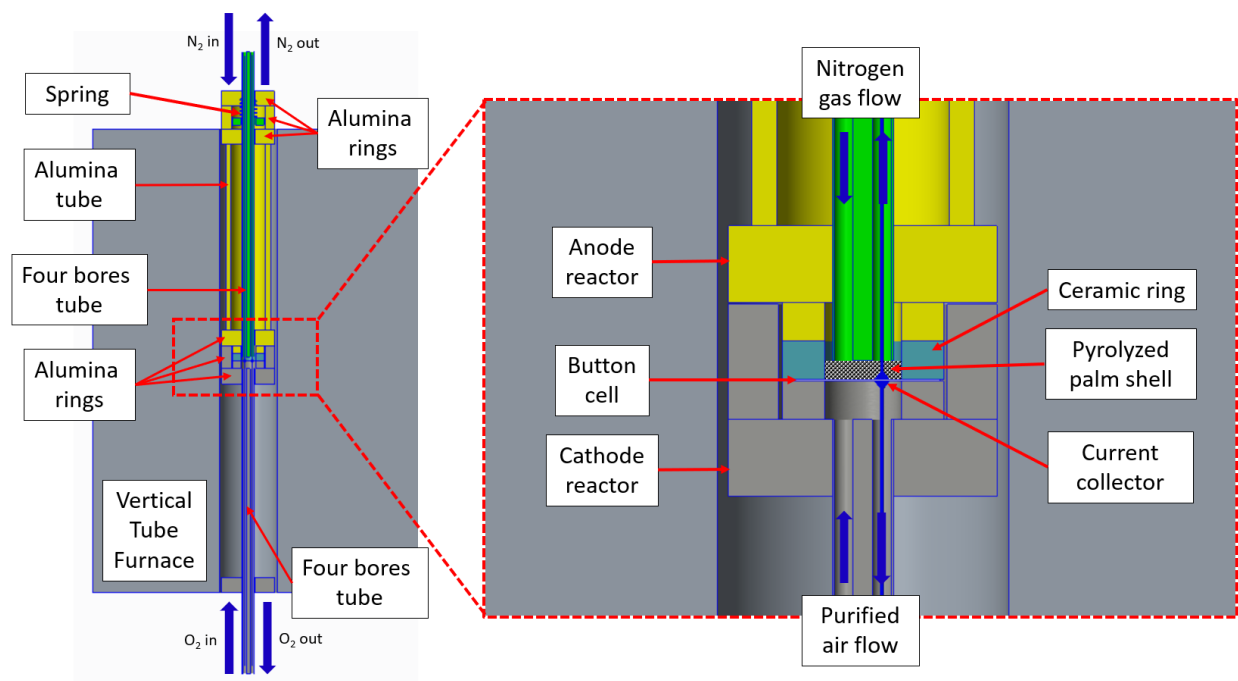 N2 in
N2 out
Spring
Alumina
rings
Alumina
tube
Four bores
tube
Alumina
rings
Vertical
Tube
Furnace
Four bores
tube
O2 in
O2 out
Nitrogen
gas flow
Anode
reactor
Ceramic ring
Button
cell
Pyrolyzed
palm shell
Cathode
reactor
Current
collector
Purified
air flow